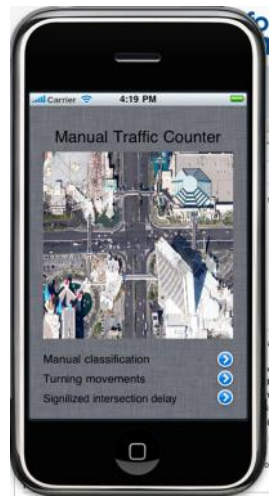 Carrier 4:19 PM
Manual Traffic Counter
Manual classification
Turning movements
Signilized intersection delay